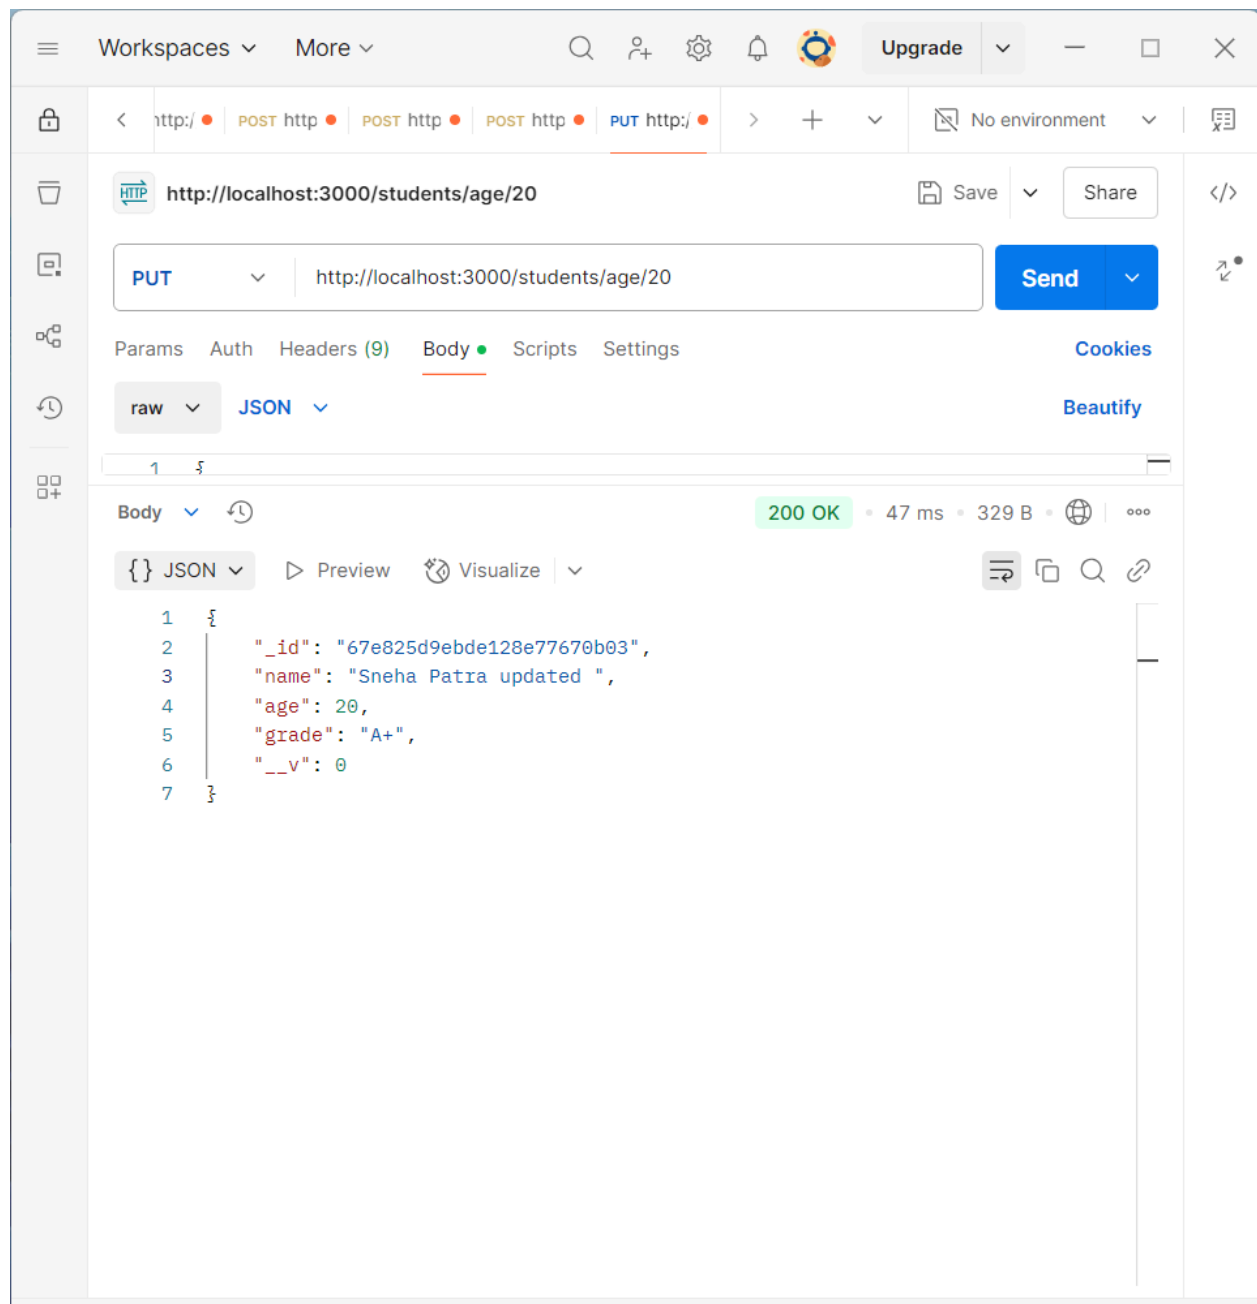 Workspaces More Upgrade
http:/ POST http POST http POST http PUT http:/ No environment
HTTP http://localhost:3000/students/age/20 Save Share
PUT http://localhost:3000/students/age/20 Send
Params Auth Headers (9) Body Scripts Settings Cookies
raw JSON Beautify
1 {
Body 200 OK 47 ms 329 B
{} JSON Preview Visualize
1 {
2 "_id": "67e825d9ebde128e77670b03",
3 "name": "Sneha Patra updated ",
4 "age": 20,
5 "grade": "A+",
6 "__v": 0
7 }